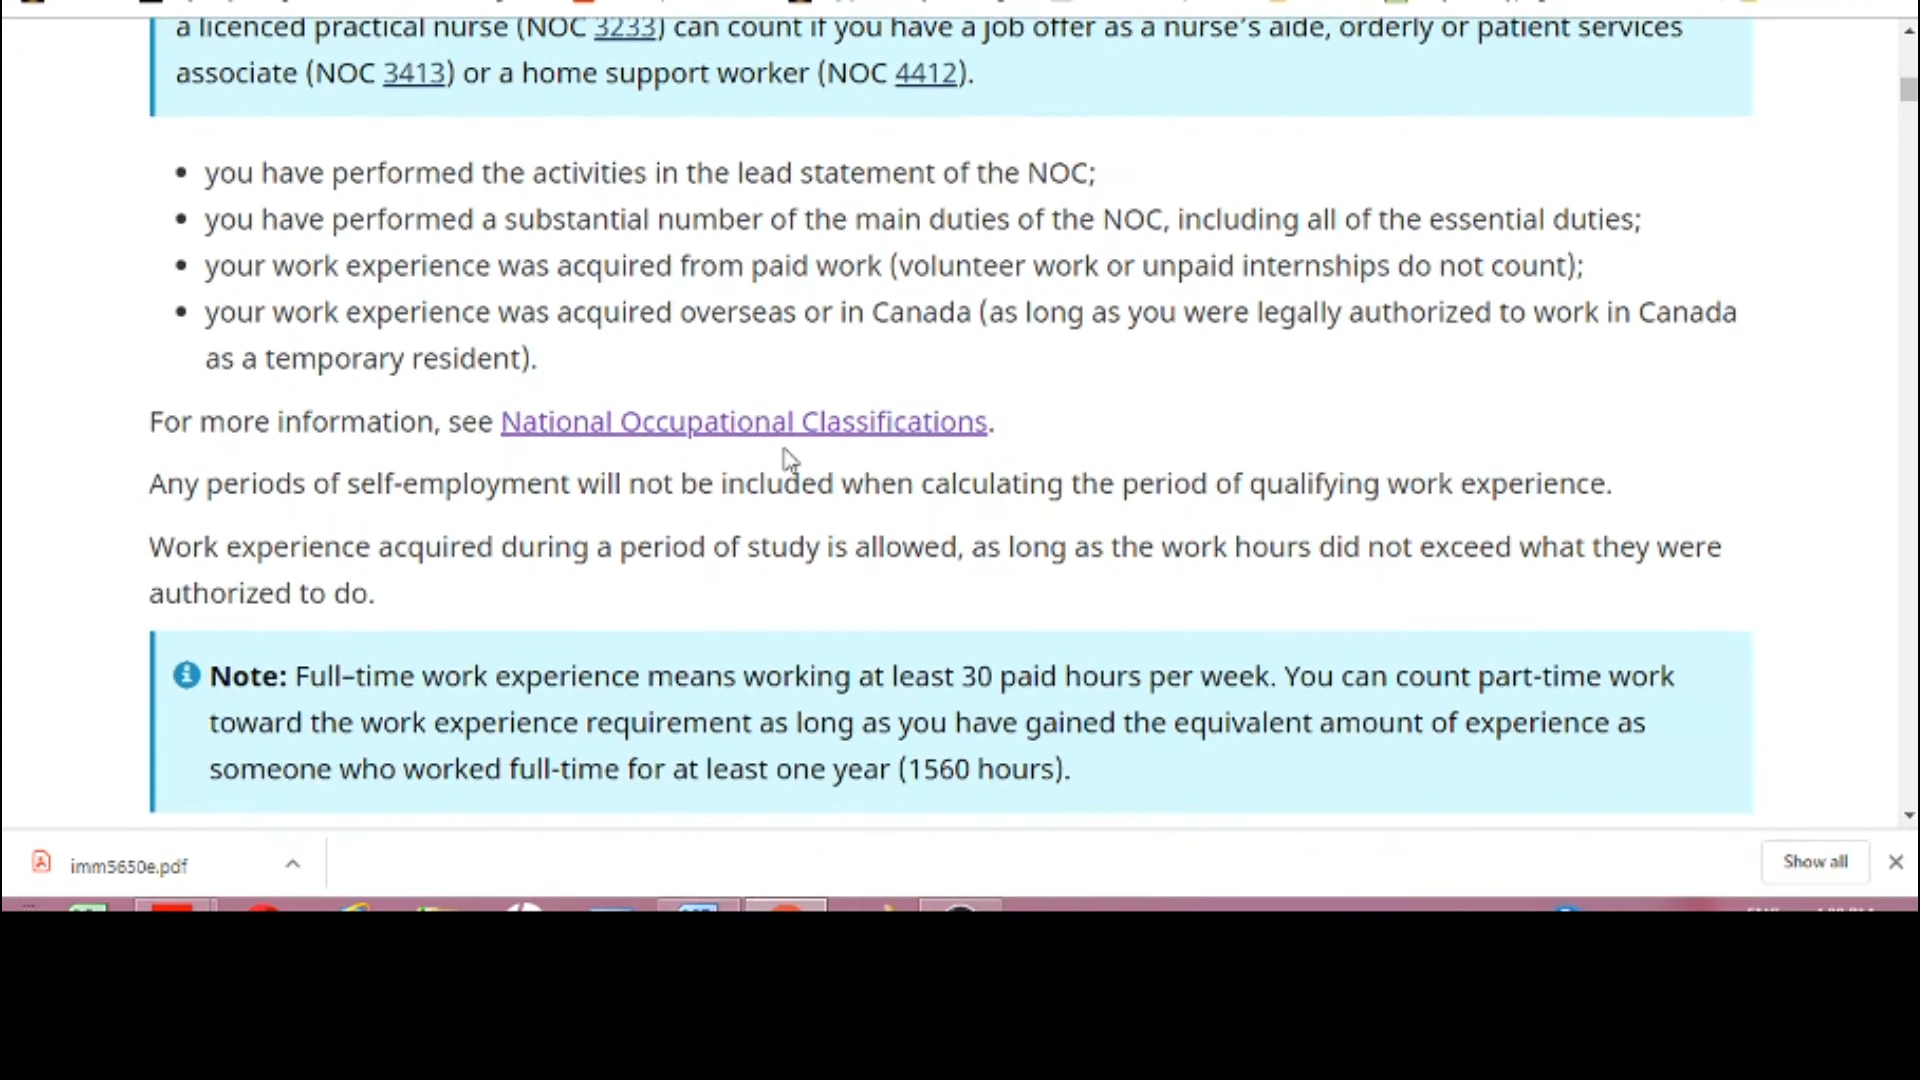 a licenced practical nurse (NOC 3233) can count if you have a job offer as a nurse's aide, orderly or patient services
associate (NOC 3413) or a home support worker (NOC 4412).
• you have performed the activities in the lead statement of the NOC;
• you have performed a substantial number of the main duties of the NOC, including all of the essential duties;
• your work experience was acquired from paid work (volunteer work or unpaid internships do not count);
• your work experience was acquired overseas or in Canada (as long as you were legally authorized to work in Canada
as a temporary resident).
For more information, see National Occupational Classifications.
Any periods of self-employment will not be included when calculating the period of qualifying work experience.
Work experience acquired during a period of study is allowed, as long as the work hours did not exceed what they were
authorized to do.
Note: Full–time work experience means working at least 30 paid hours per week. You can count part-time work
toward the work experience requirement as long as you have gained the equivalent amount of experience as
someone who worked full-time for at least one year (1560 hours).
imm5650e.pdf
Show all